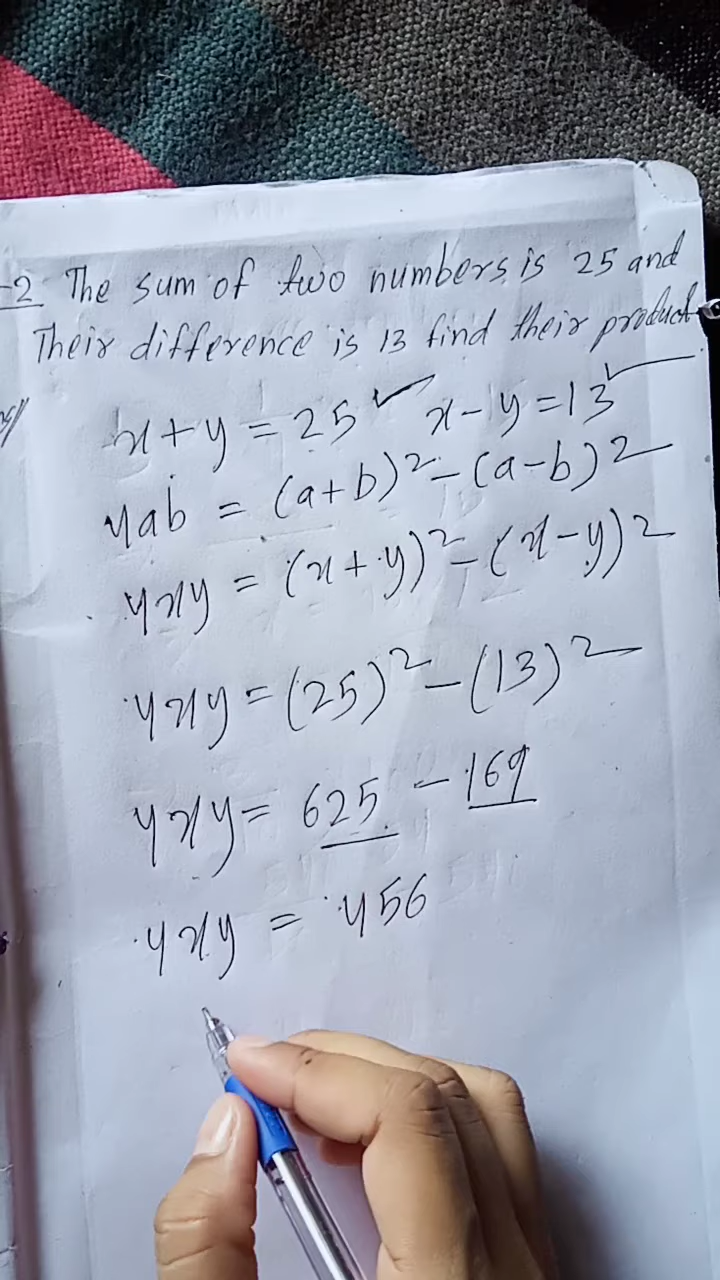 -2 The sum of two numbers is 25 and
Their difference is 13 find their product
x+y = 25 ✓ x-y = 13 ✓
4ab = (a+b)² - (a-b)²
4xy = (x+y)² - (x-y)²
4xy = (25)² - (13)²
4xy = 625 - 169
4xy = 456